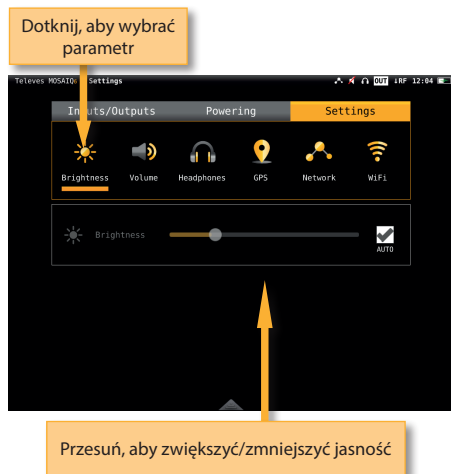 Dotknij, aby wybrać
parametr
Televes MOSAIQ Settings
OUT ↓RF 12:04
Inputs/Outputs Powering Settings
Brightness Volume Headphones GPS Network WiFi
Brightness
AUTO
Przesuń, aby zwiększyć/zmniejszyć jasność